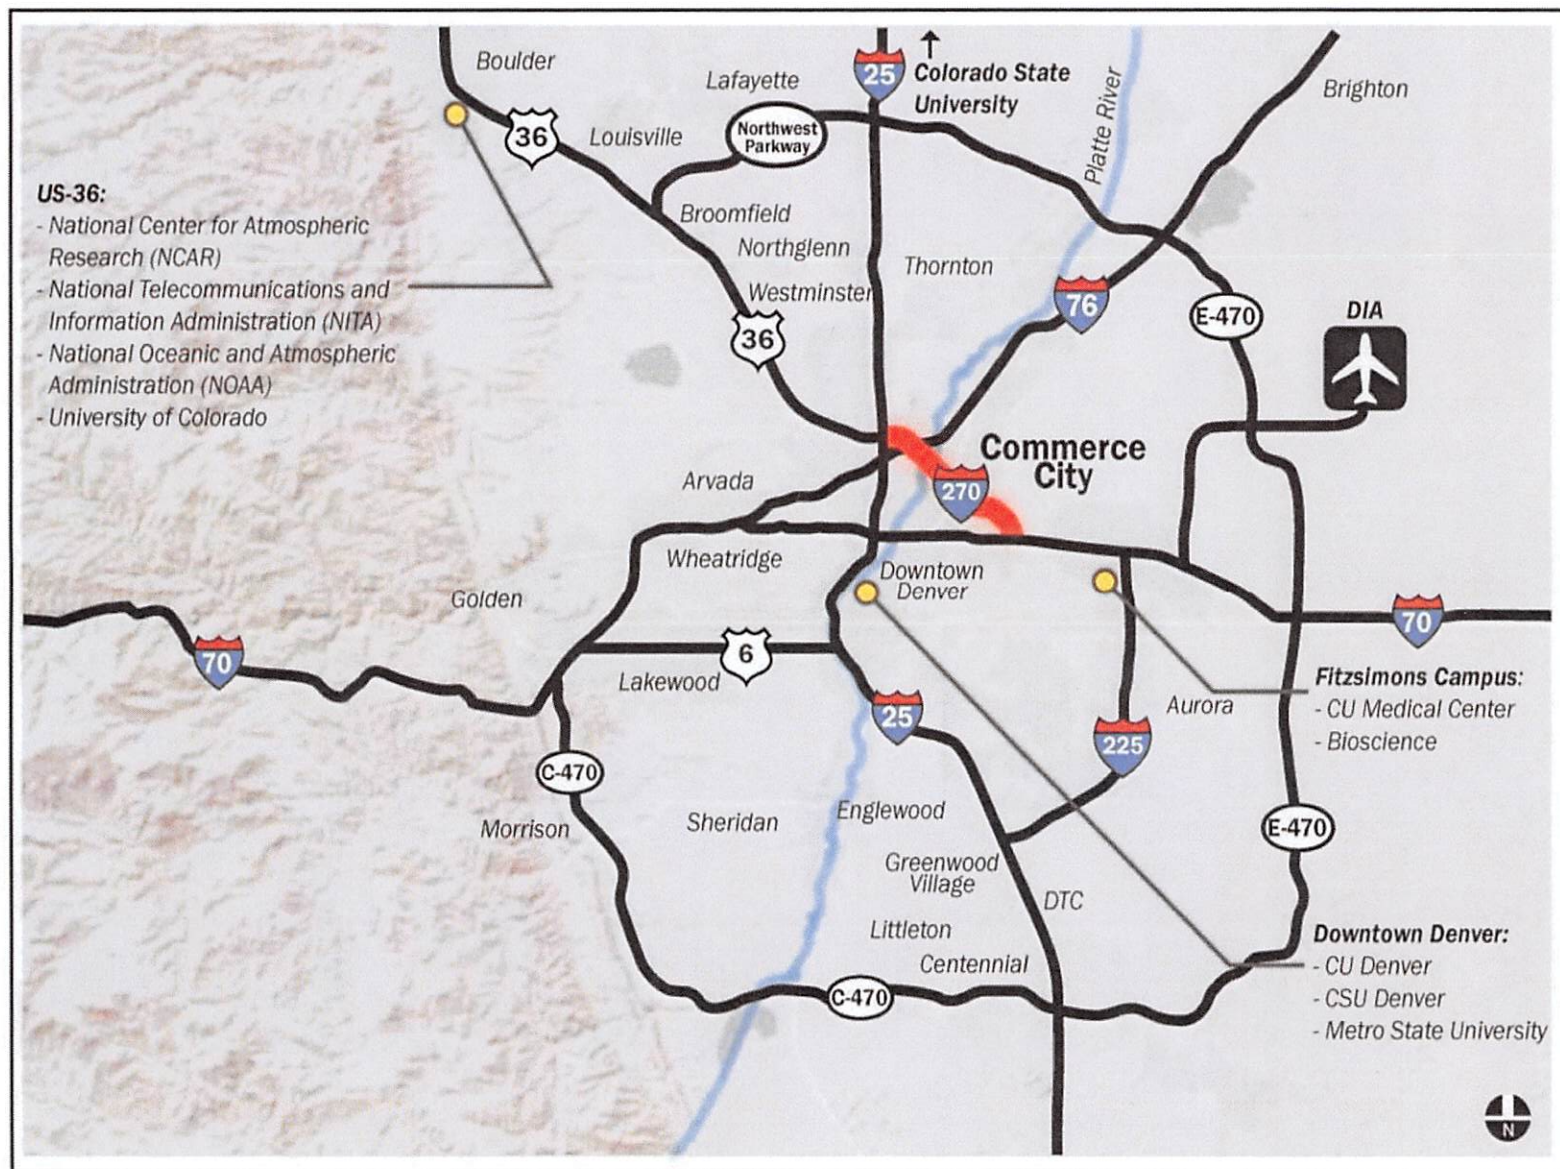 Boulder
Lafayette
25
Colorado State
University
Platte River
Brighton
36
Louisville
Northwest
Parkway
US-36:
- National Center for Atmospheric
Research (NCAR)
- National Telecommunications and
Information Administration (NITA)
- National Oceanic and Atmospheric
Administration (NOAA)
- University of Colorado
Broomfield
Northglenn
Thornton
Westminster
76
E-470
DIA
36
Commerce
City
Arvada
270
Wheatridge
Downtown
Denver
Golden
70
6
Lakewood
70
25
Aurora
225
Fitzsimons Campus:
- CU Medical Center
- Bioscience
C-470
Morrison
Sheridan
Englewood
E-470
Greenwood
Village
DTC
Littleton
Centennial
C-470
Downtown Denver:
- CU Denver
- CSU Denver
- Metro State University
N